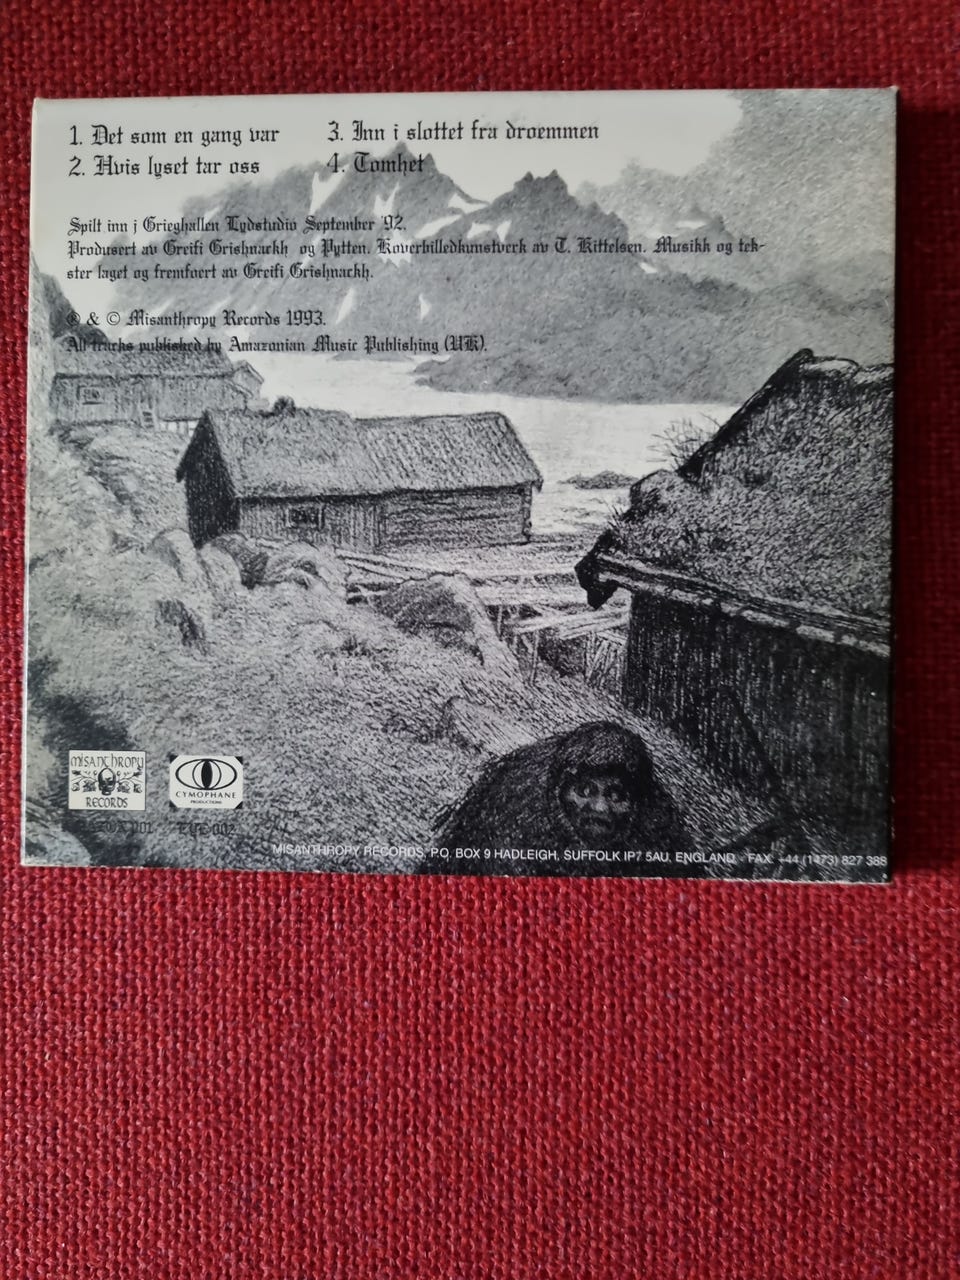 1. Det som en gang var
2. Hvis lyset tar oss
3. Inn i slottet fra droemmen
4. Tomhet
Spilt inn i Grieghallen Lydstudio September '92.
Produsert av Greifi Grishnackh og Pytten. Koverbilledkunstverk av T. Kittelsen. Musikk og tek-
ster laget og fremfoert av Greifi Grishnackh.
℗ & © Misanthropy Records 1993.
All tracks published by Amazonian Music Publishing (UK).
MISANTHROPY
RECORDS
CYMOPHANE
PRODUCTIONS
EYE 002
MISANTHROPY RECORDS, P.O. BOX 9 HADLEIGH, SUFFOLK IP7 5AU, ENGLAND - FAX: +44 (1473) 827 388